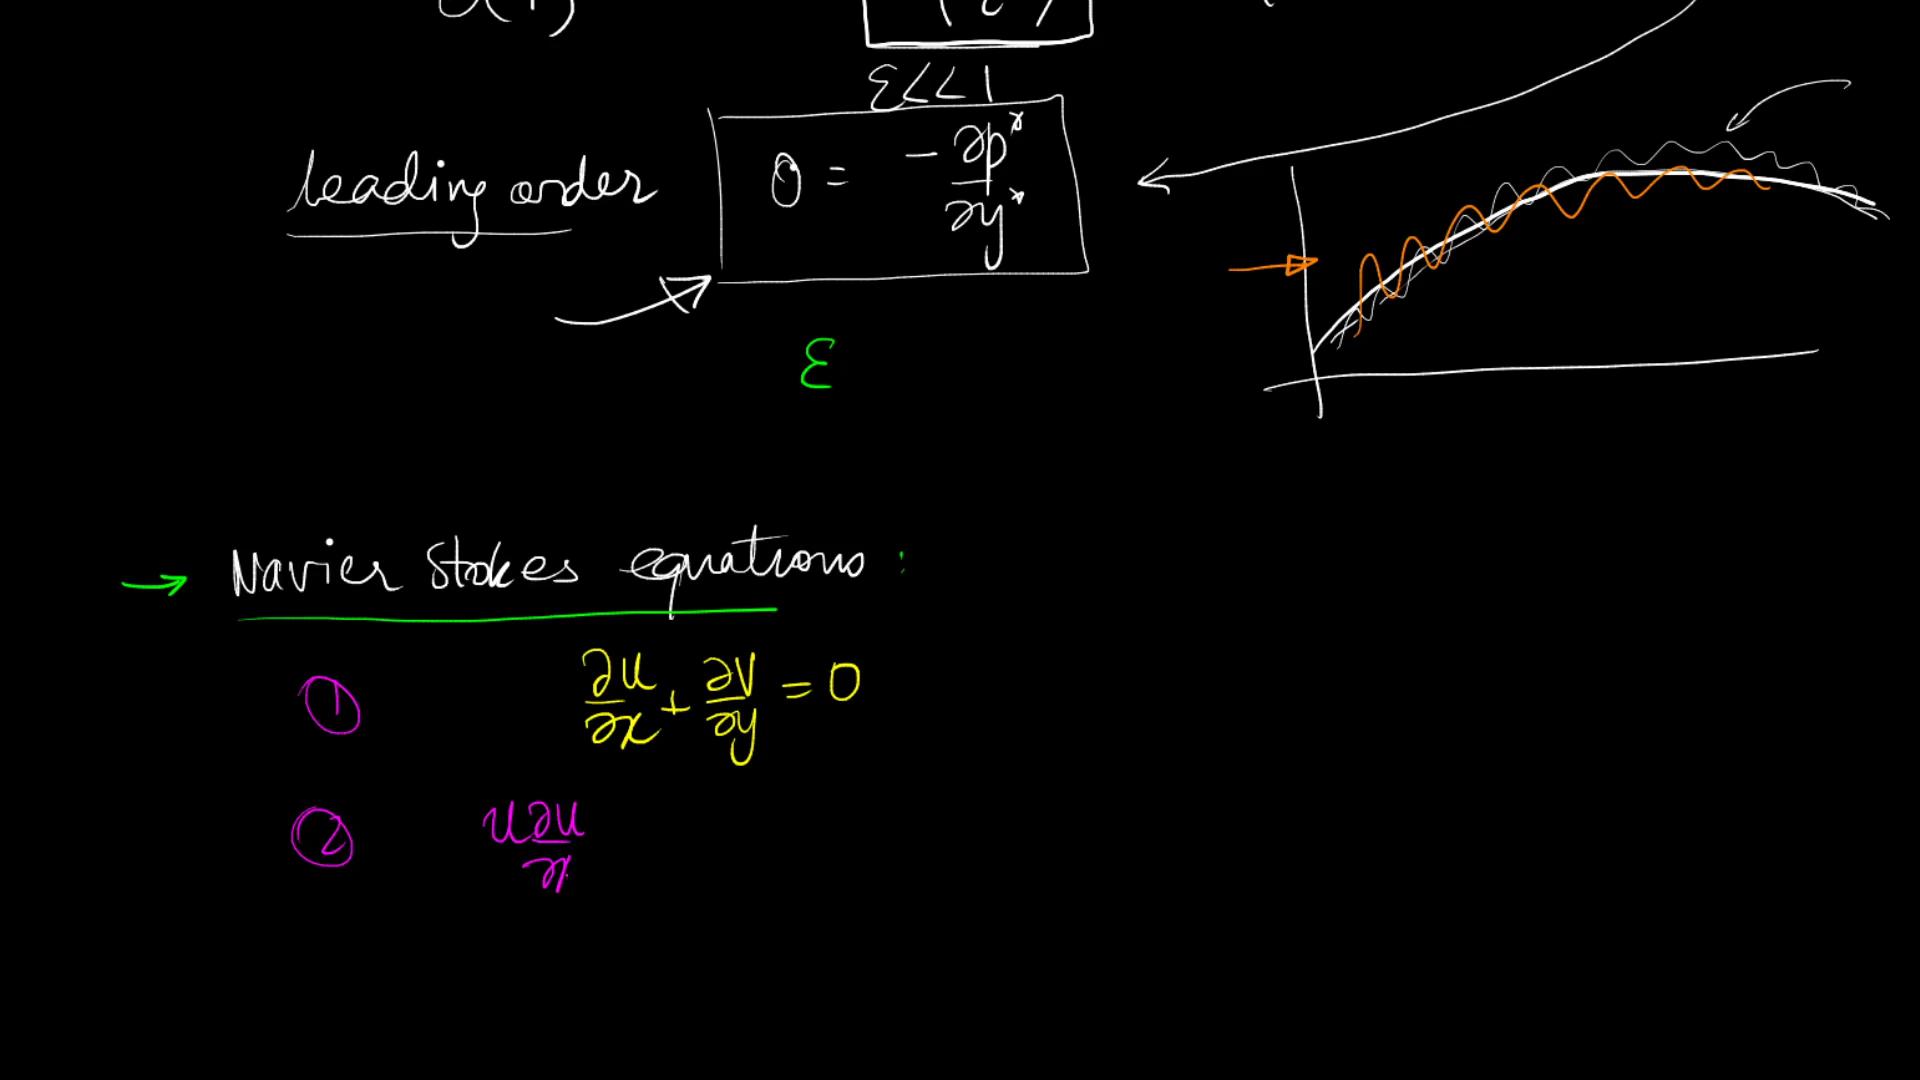 ε<<1
leading order 0 = - ∂p*/∂y*
ε
→ Navier Stokes equations :
① ∂u/∂x + ∂v/∂y = 0
② u ∂u/∂x